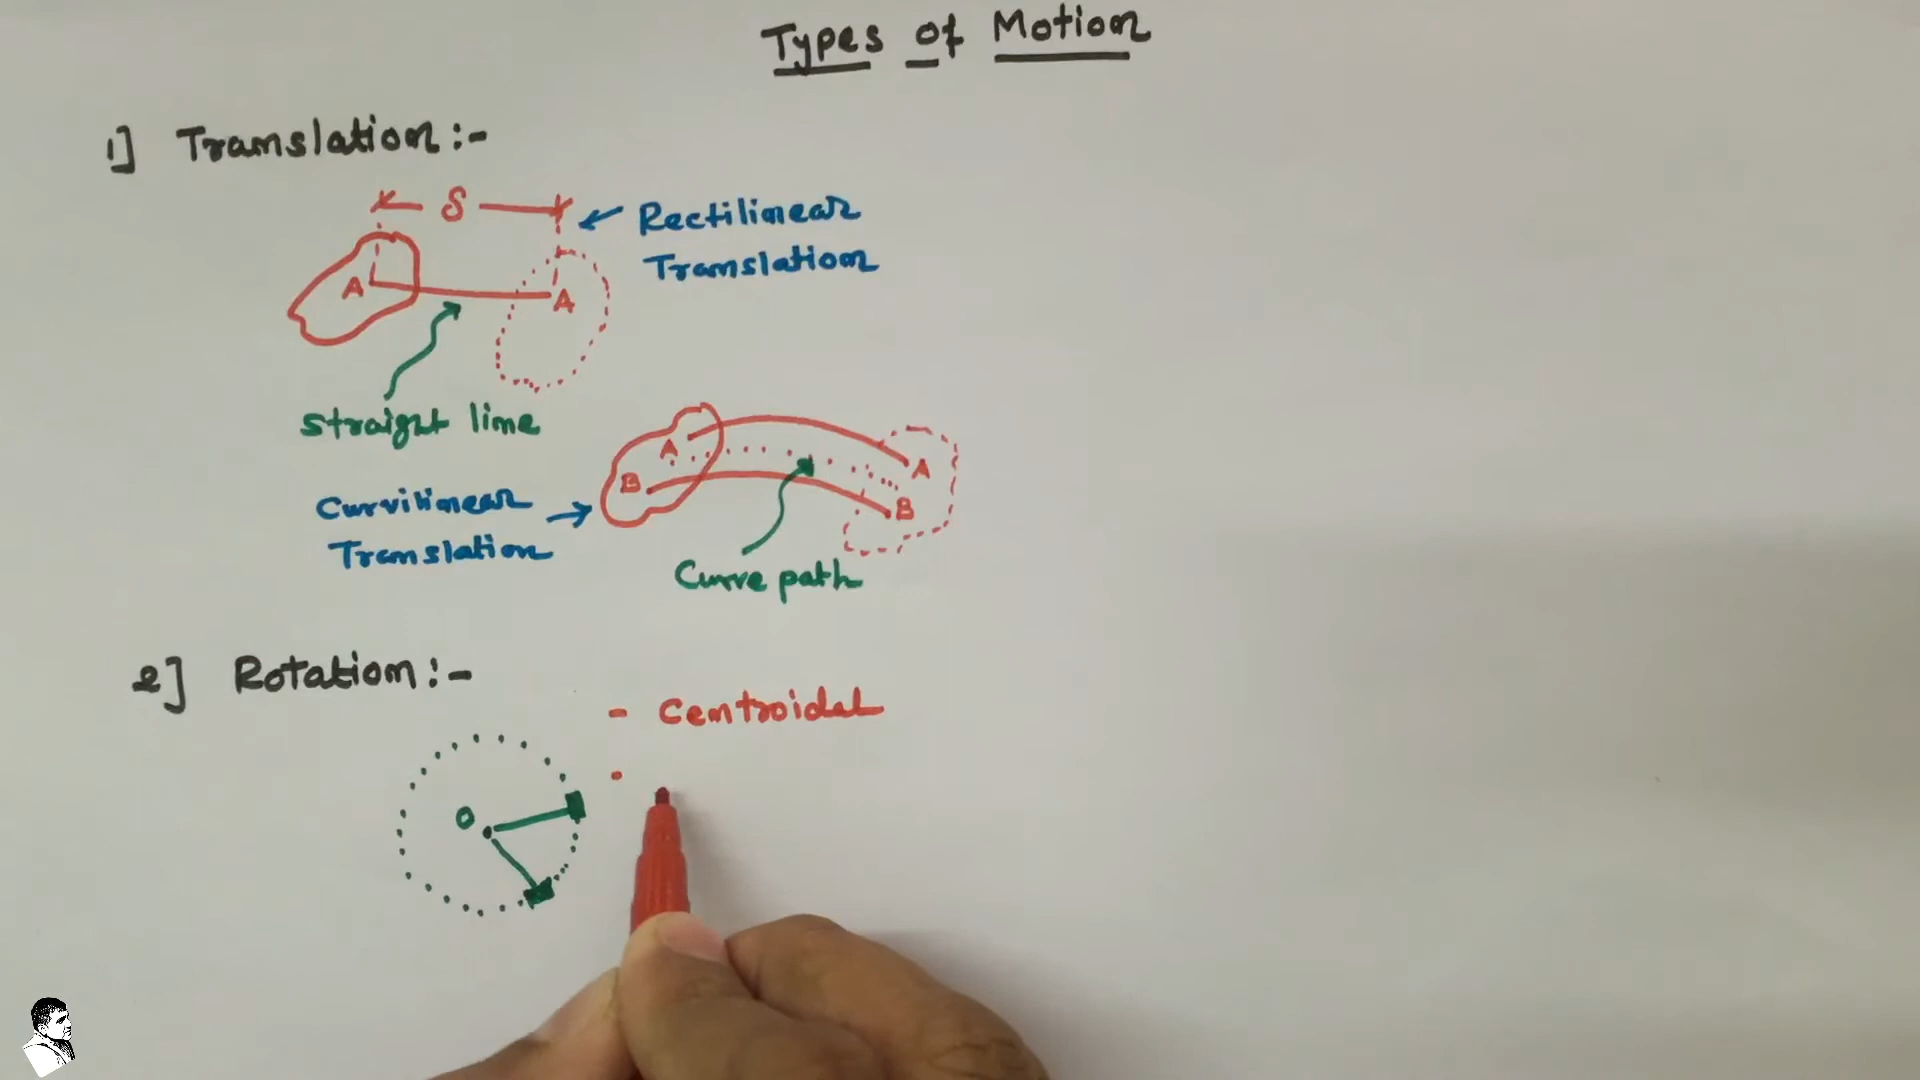 Types of Motion
1] Translation:-
S
Rectilinear
Translation
A
A
Straight line
A
A
B
B
Curvilinear
Translation
Curve path
2] Rotation:-
- Centroidal
-
O